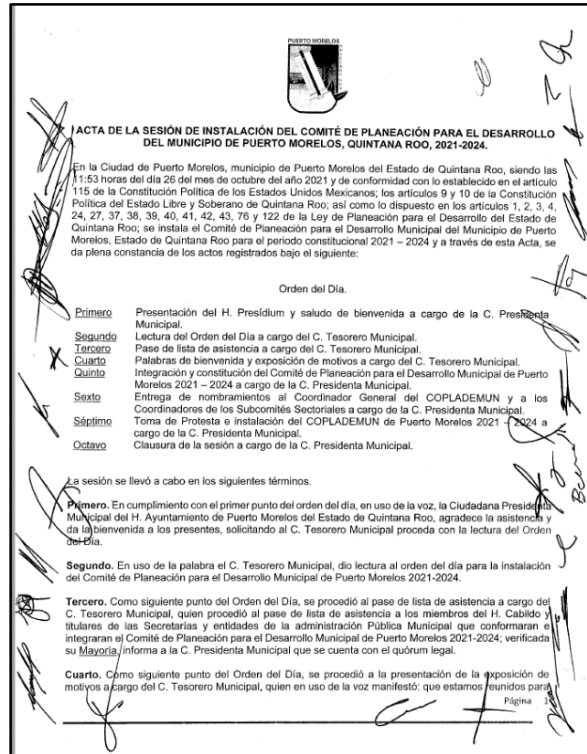 PUERTO MORELOS
ACTA DE LA SESIÓN DE INSTALACIÓN DEL COMITÉ DE PLANEACIÓN PARA EL DESARROLLO
DEL MUNICIPIO DE PUERTO MORELOS, QUINTANA ROO, 2021-2024.
En la Ciudad de Puerto Morelos, municipio de Puerto Morelos del Estado de Quintana Roo, siendo las
11:53 horas del día 26 del mes de octubre del año 2021 y de conformidad con lo establecido en el artículo
115 de la Constitución Política de los Estados Unidos Mexicanos; los artículos 9 y 10 de la Constitución
Política del Estado Libre y Soberano de Quintana Roo; así como lo dispuesto en los artículos 1, 2, 3, 4,
24, 27, 37, 38, 39, 40, 41, 42, 43, 76 y 122 de la Ley de Planeación para el Desarrollo del Estado de
Quintana Roo; se instala el Comité de Planeación para el Desarrollo Municipal del Municipio de Puerto
Morelos, Estado de Quintana Roo para el periodo constitucional 2021 – 2024 y a través de esta Acta, se
da plena constancia de los actos registrados bajo el siguiente:
Orden del Día.
Primero Presentación del H. Presídium y saludo de bienvenida a cargo de la C. Presidenta
Municipal.
Segundo Lectura del Orden del Día a cargo del C. Tesorero Municipal.
Tercero Pase de lista de asistencia a cargo del C. Tesorero Municipal.
Cuarto Palabras de bienvenida y exposición de motivos a cargo del C. Tesorero Municipal.
Quinto Integración y constitución del Comité de Planeación para el Desarrollo Municipal de Puerto
Morelos 2021 – 2024 a cargo de la C. Presidenta Municipal.
Sexto Entrega de nombramientos al Coordinador General del COPLADEMUN y a los
Coordinadores de los Subcomités Sectoriales a cargo de la C. Presidenta Municipal.
Séptimo Toma de Protesta e instalación del COPLADEMUN de Puerto Morelos 2021 – 2024 a
cargo de la C. Presidenta Municipal.
Octavo Clausura de la sesión a cargo de la C. Presidenta Municipal.
La sesión se llevó a cabo en los siguientes términos.
Primero. En cumplimiento con el primer punto del orden del día, en uso de la voz, la Ciudadana Presidenta
Municipal del H. Ayuntamiento de Puerto Morelos del Estado de Quintana Roo, agradece la asistencia y
da la bienvenida a los presentes, solicitando al C. Tesorero Municipal proceda con la lectura del Orden
del Día.
Segundo. En uso de la palabra el C. Tesorero Municipal, dio lectura al orden del día para la instalación
del Comité de Planeación para el Desarrollo Municipal de Puerto Morelos 2021-2024.
Tercero. Como siguiente punto del Orden del Día, se procedió al pase de lista de asistencia a cargo del
C. Tesorero Municipal, quien procedió al pase de lista de asistencia a los miembros del H. Cabildo y
titulares de las Secretarías y entidades de la administración Pública Municipal que conformaran e
integraran el Comité de Planeación para el Desarrollo Municipal de Puerto Morelos 2021-2024; verificada
su Mayoría, informa a la C. Presidenta Municipal que se cuenta con el quórum legal.
Cuarto. Como siguiente punto del Orden del Día, se procedió a la presentación de la exposición de
motivos a cargo del C. Tesorero Municipal, quien en uso de la voz manifestó: que estamos reunidos para
Página 1